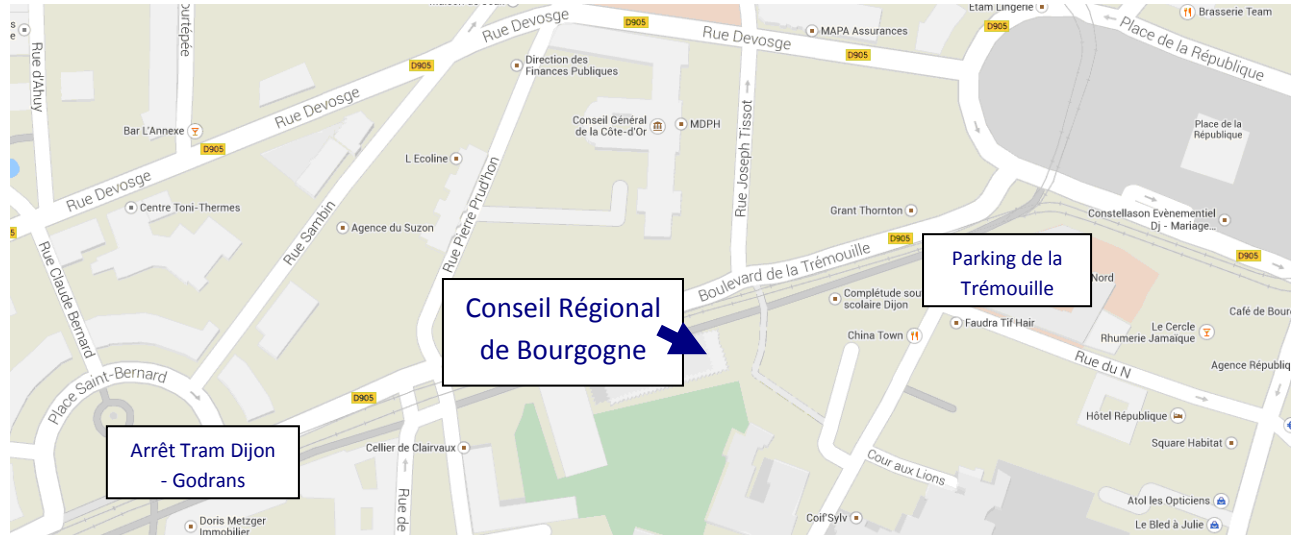 Maison de
Etam Lingerie
Brasserie Team
Rue Devosge
D905
Rue Devosge
MAPA Assurances
D905
Place de la République
D905
Rue d'Ahuy
Direction des
Finances Publiques
D905
Rue Devosge
Bar L'Annexe
D905
Conseil Général
de la Côte-d'Or
MDPH
Place de la
République
L Ecoline
Rue Joseph Tissot
Rue Devosge
Centre Toni-Thermes
Rue Sambin
Agence du Suzon
Rue Pierre Prud'hon
Grant Thornton
Constellason Evènementiel
Dj - Mariage...
D905
D905
Rue Claude Bernard
Boulevard de la Trémouille
Parking de la
Trémouille
Nord
Conseil Régional
de Bourgogne
Complétude sou
scolaire Dijon
China Town
Faudra Tif Hair
Café de Bour
Le Cercle
Rhumerie Jamaïque
Rue du N
Agence Républiq
Place Saint-Bernard
D905
Hôtel République
Square Habitat
Arrêt Tram Dijon
- Godrans
Cellier de Clairvaux
Rue de
Cour aux Lions
Atol les Opticiens
Coif'Sylv
Le Bled à Julie
Doris Metzger
Immobilier